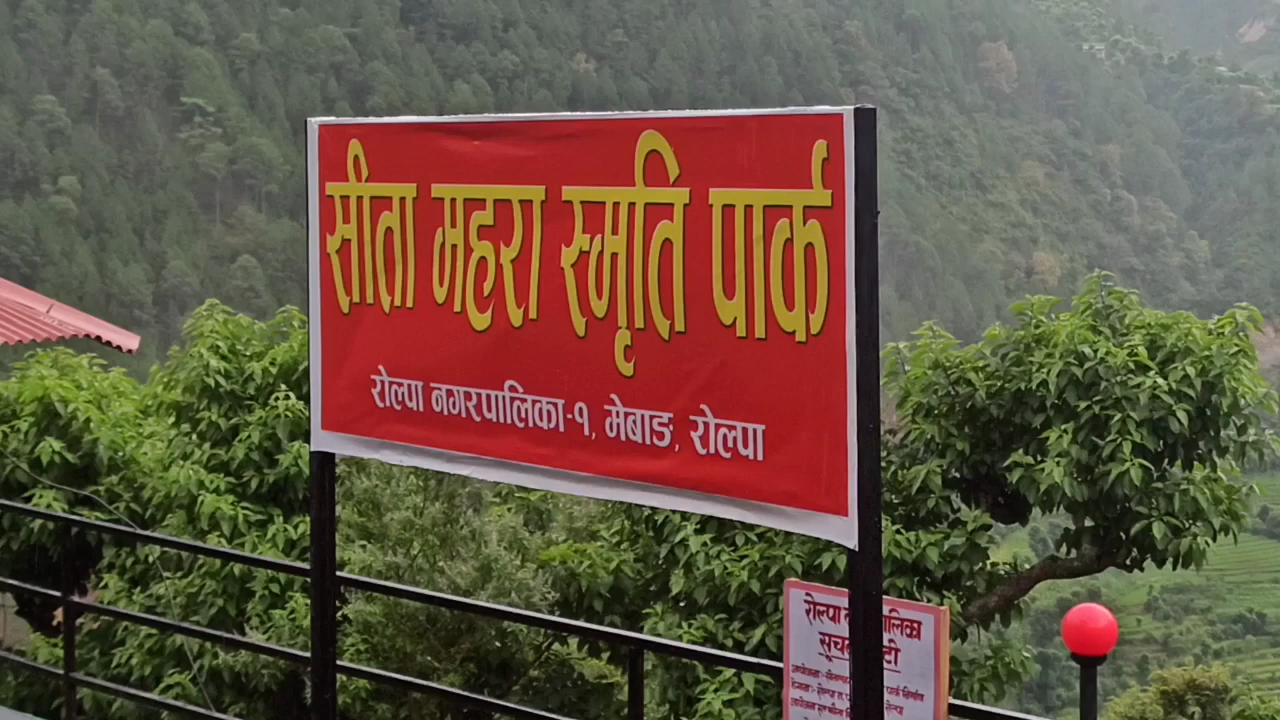 सीता महरा स्मृति पार्क
रोल्पा नगरपालिका-१, मेबाङ, रोल्पा
रोल्पा